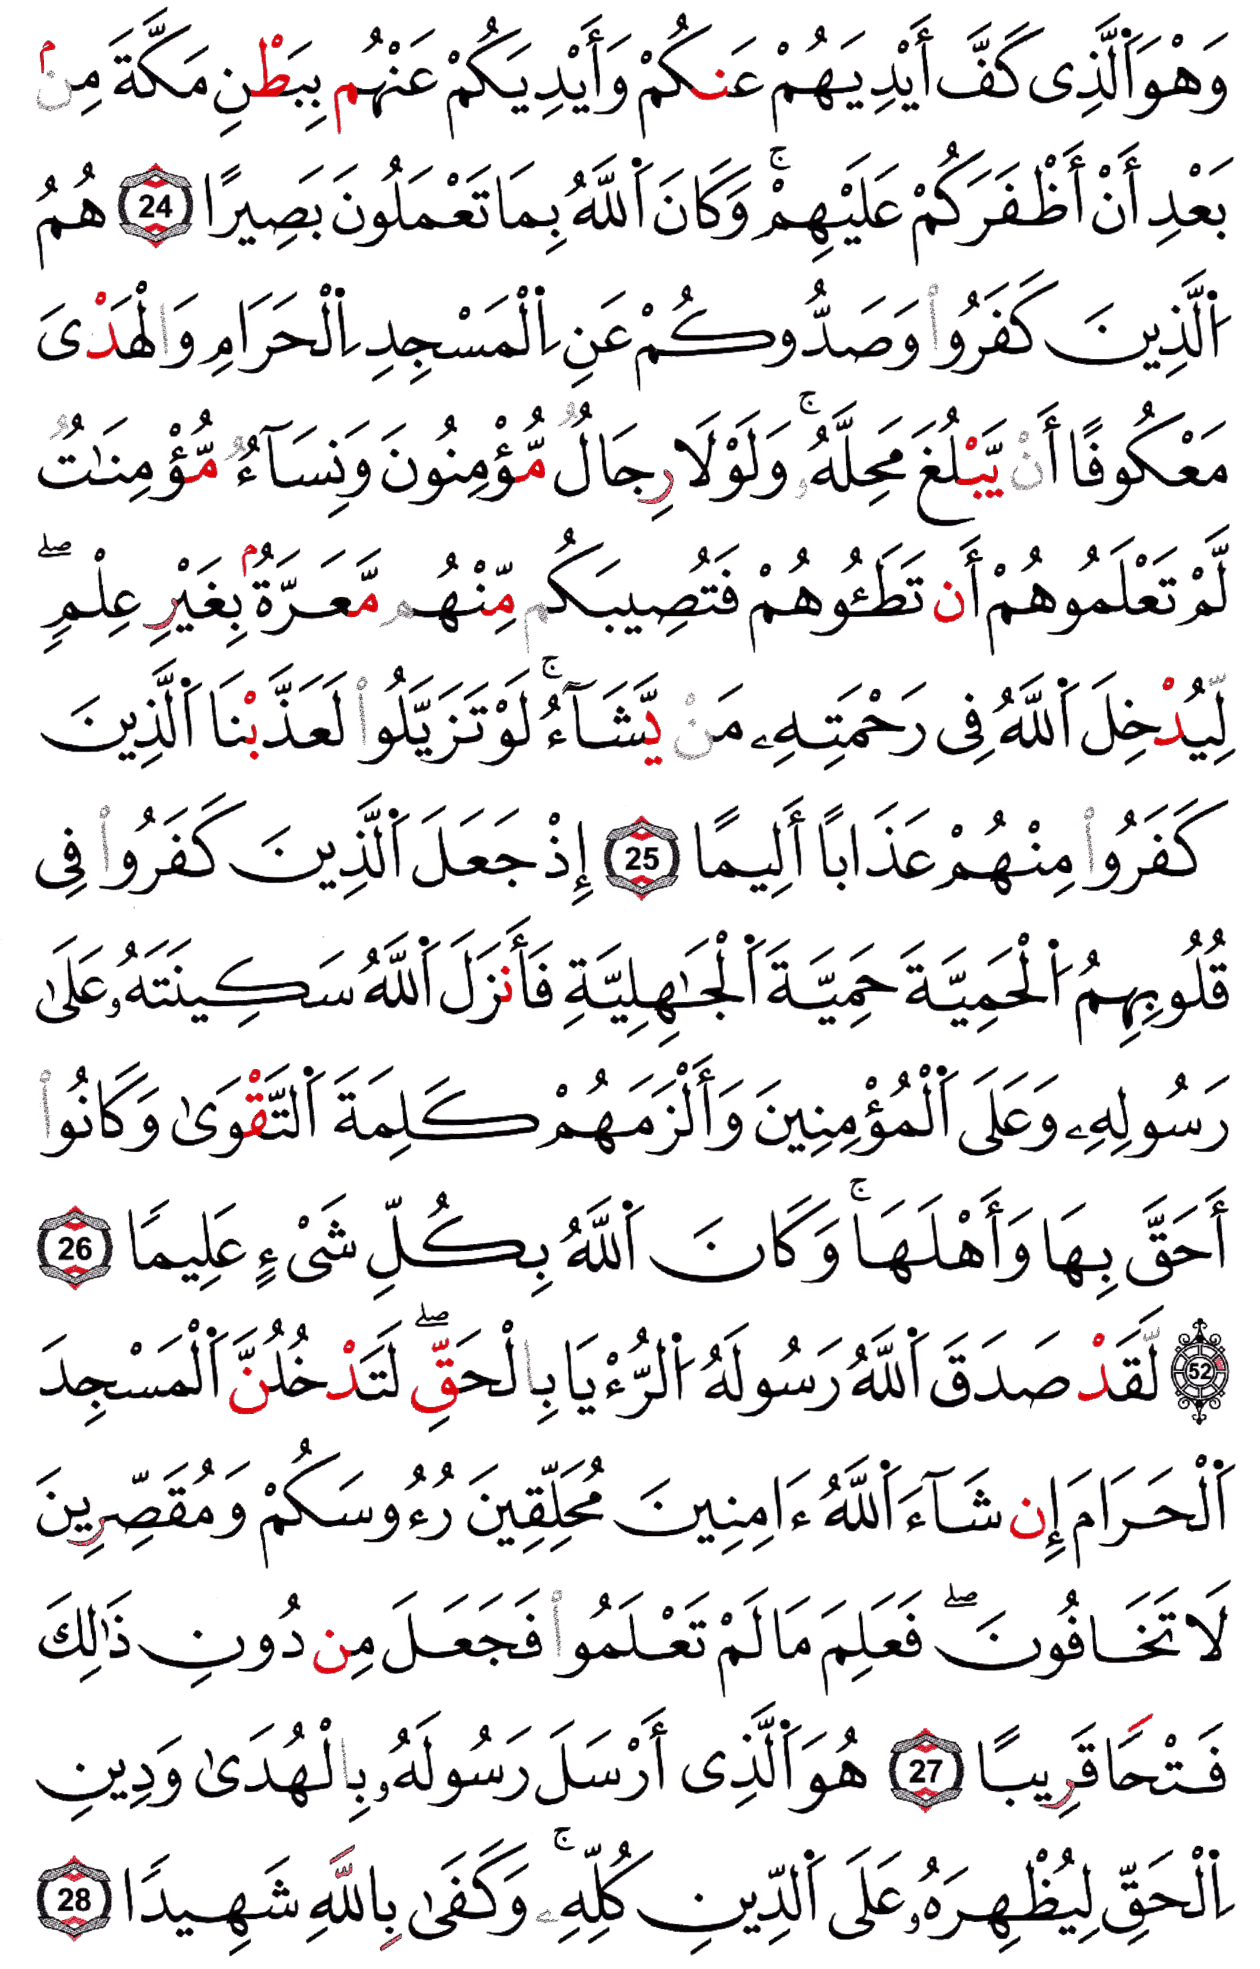 وَهْوَ ٱلَّذِى كَفَّ أَيْدِيَهُمْ عَنكُمْ وَأَيْدِيَكُمْ عَنْهُم بِبَطْنِ مَكَّةَ مِنۢ
بَعْدِ أَنْ أَظْفَرَكُمْ عَلَيْهِمْۚ وَكَانَ ٱللَّهُ بِمَا تَعْمَلُونَ بَصِيرًا 24 هُمُ
ٱلَّذِينَ كَفَرُوا۟ وَصَدُّوكُمْ عَنِ ٱلْمَسْجِدِ ٱلْحَرَامِ وَٱلْهَدْىَ
مَعْكُوفًا أَنْ يَّبْلُغَ مَحِلَّهُۥۚ وَلَوْلَا رِجَالٌ مُّؤْمِنُونَ وَنِسَآءٌ مُّؤْمِنَٰتٌ
لَّمْ تَعْلَمُوهُمْ أَن تَطَـُٔوهُمْ فَتُصِيبَكُم مِّنْهُم مَّعَرَّةُۢ بِغَيْرِ عِلْمٍۖ
لِّيُدْخِلَ ٱللَّهُ فِى رَحْمَتِهِۦ مَنْ يَّشَآءُۚ لَوْ تَزَيَّلُوا۟ لَعَذَّبْنَا ٱلَّذِينَ
كَفَرُوا۟ مِنْهُمْ عَذَابًا أَلِيمًا 25 إِذْ جَعَلَ ٱلَّذِينَ كَفَرُوا۟ فِى
قُلُوبِهِمُ ٱلْحَمِيَّةَ حَمِيَّةَ ٱلْجَٰهِلِيَّةِ فَأَنزَلَ ٱللَّهُ سَكِينَتَهُۥ عَلَىٰ
رَسُولِهِۦ وَعَلَى ٱلْمُؤْمِنِينَ وَأَلْزَمَهُمْ كَلِمَةَ ٱلتَّقْوَىٰ وَكَانُوا۟
أَحَقَّ بِهَا وَأَهْلَهَاۚ وَكَانَ ٱللَّهُ بِكُلِّ شَىْءٍ عَلِيمًا 26
52 لَّقَدْ صَدَقَ ٱللَّهُ رَسُولَهُ ٱلرُّءْيَا بِٱلْحَقِّۖ لَتَدْخُلُنَّ ٱلْمَسْجِدَ
ٱلْحَرَامَ إِن شَآءَ ٱللَّهُ ءَامِنِينَ مُحَلِّقِينَ رُءُوسَكُمْ وَمُقَصِّرِينَ
لَا تَخَافُونَۖ فَعَلِمَ مَا لَمْ تَعْلَمُوا۟ فَجَعَلَ مِن دُونِ ذَٰلِكَ
فَتْحًا قَرِيبًا 27 هُوَ ٱلَّذِى أَرْسَلَ رَسُولَهُۥ بِٱلْهُدَىٰ وَدِينِ
ٱلْحَقِّ لِيُظْهِرَهُۥ عَلَى ٱلدِّينِ كُلِّهِۦۚ وَكَفَىٰ بِٱللَّهِ شَهِيدًا 28